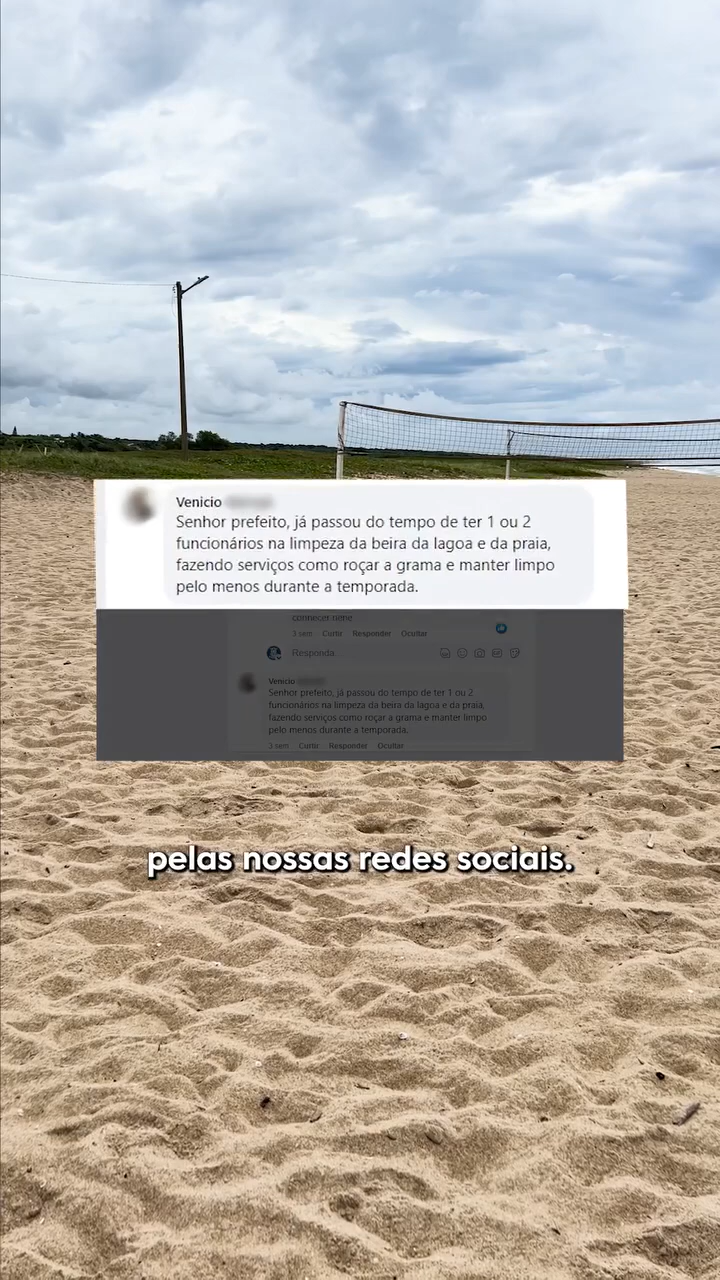 Venicio
Senhor prefeito, já passou do tempo de ter 1 ou 2
funcionários na limpeza da beira da lagoa e da praia,
fazendo serviços como roçar a grama e manter limpo
pelo menos durante a temporada.
3 sem Curtir Responder Ocultar
Responda...
Venicio
Senhor prefeito, já passou do tempo de ter 1 ou 2
funcionários na limpeza da beira da lagoa e da praia,
fazendo serviços como roçar a grama e manter limpo
pelo menos durante a temporada.
3 sem Curtir Responder Ocultar
pelas nossas redes sociais.